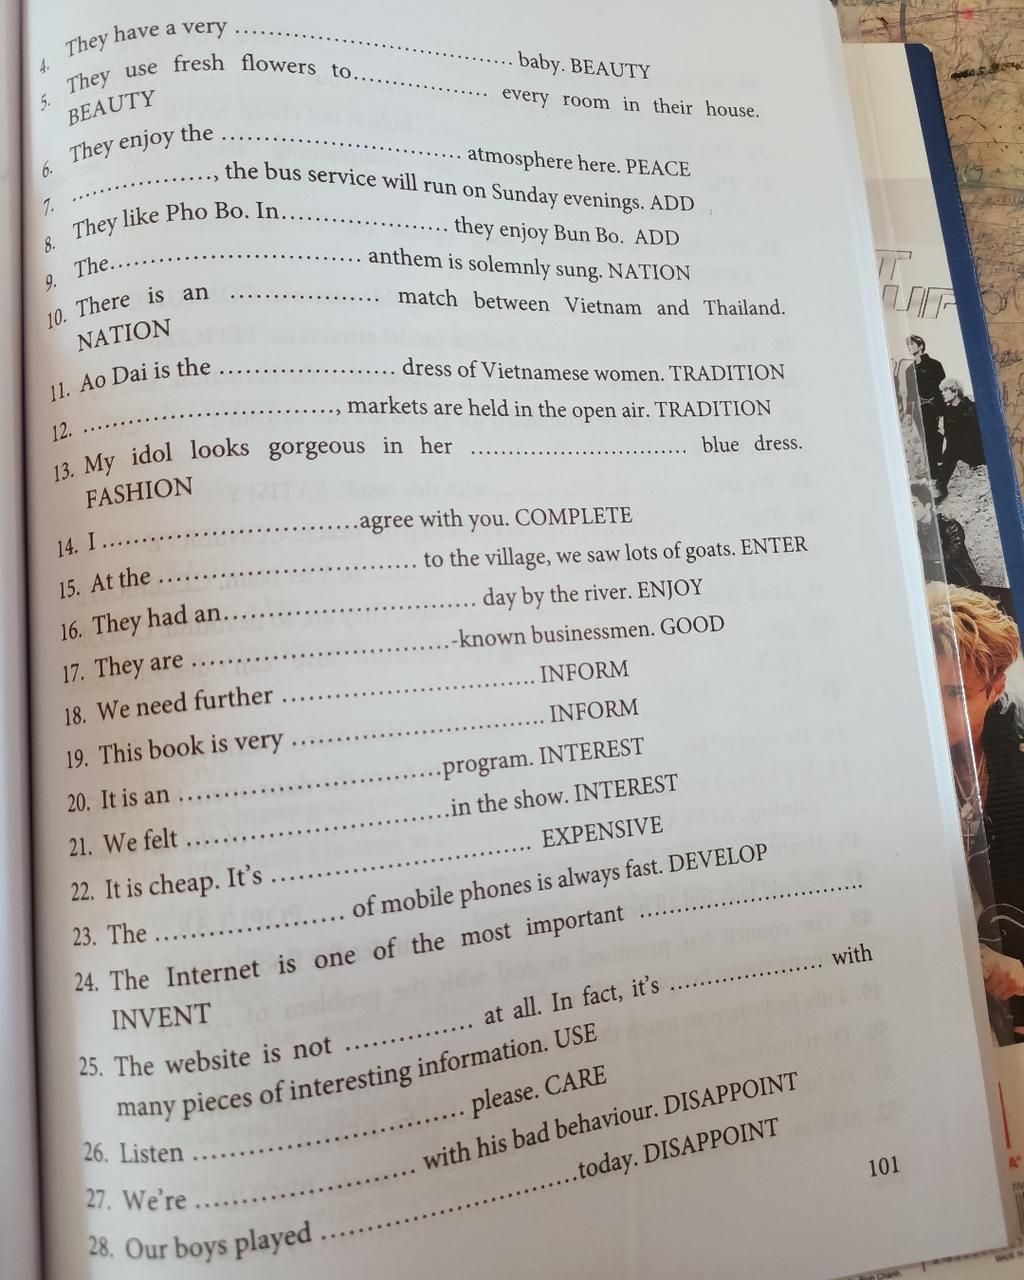 4. They have a very .................................................. baby. BEAUTY
5. They use fresh flowers to........................ every room in their house.
BEAUTY
6. They enjoy the .......................................... atmosphere here. PEACE
7. ........................., the bus service will run on Sunday evenings. ADD
8. They like Pho Bo. In............................. they enjoy Bun Bo. ADD
9. The........................................... anthem is solemnly sung. NATION
10. There is an .................... match between Vietnam and Thailand.
NATION
11. Ao Dai is the .............................. dress of Vietnamese women. TRADITION
12. ..........................................., markets are held in the open air. TRADITION
13. My idol looks gorgeous in her ............................... blue dress.
FASHION
14. I ...........................................agree with you. COMPLETE
15. At the ........................................... to the village, we saw lots of goats. ENTER
16. They had an........................................... day by the river. ENJOY
17. They are ...........................................-known businessmen. GOOD
18. We need further ........................................... INFORM
19. This book is very ........................................... INFORM
20. It is an ...........................................program. INTEREST
21. We felt ...........................................in the show. INTEREST
22. It is cheap. It's ........................................... EXPENSIVE
23. The .............................. of mobile phones is always fast. DEVELOP
24. The Internet is one of the most important ..............................
INVENT
25. The website is not ................ at all. In fact, it's .................... with
many pieces of interesting information. USE
26. Listen ........................................... please. CARE
27. We're .................................. with his bad behaviour. DISAPPOINT
28. Our boys played ........................................today. DISAPPOINT
101